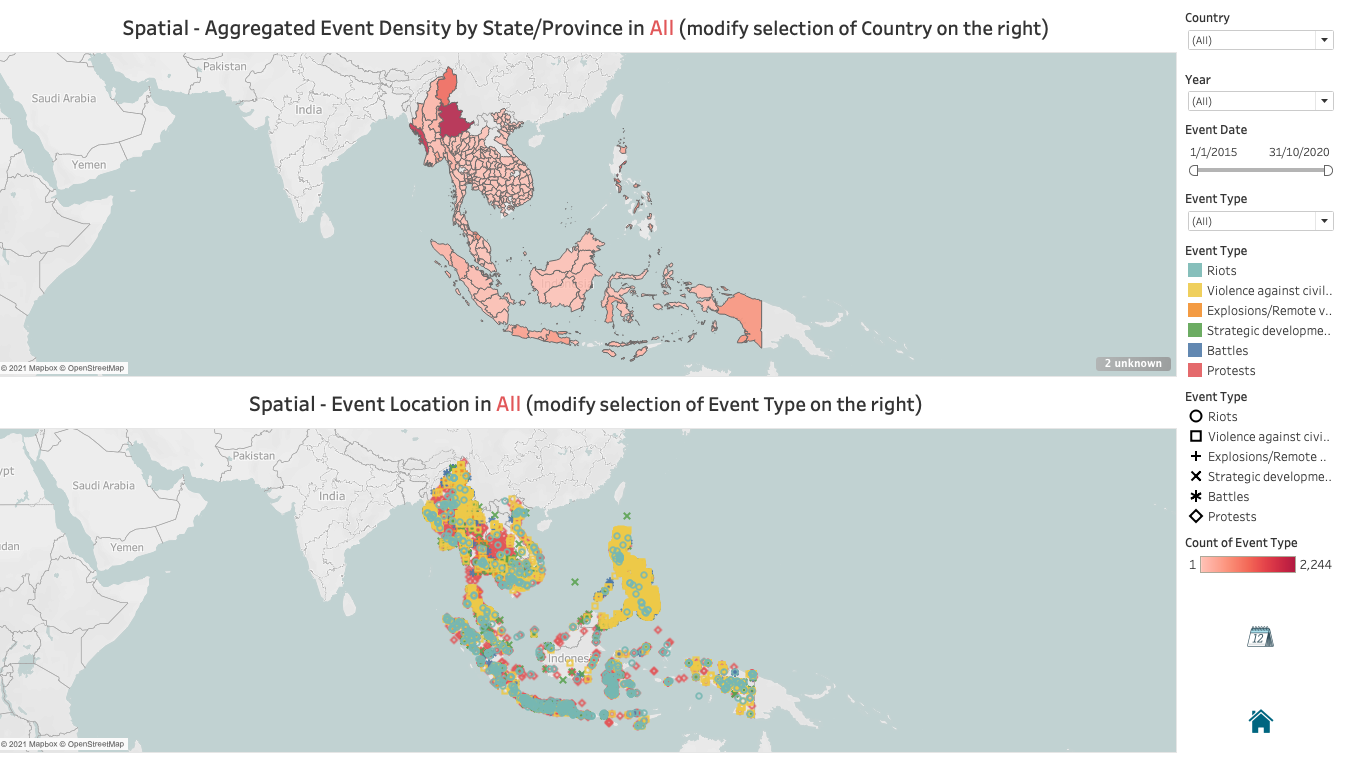 Spatial - Aggregated Event Density by State/Province in All (modify selection of Country on the right)
Pakistan
Saudi Arabia
India
Yemen
© 2021 Mapbox © OpenStreetMap
2 unknown
Spatial - Event Location in All (modify selection of Event Type on the right)
Pakistan
ypt
Saudi Arabia
India
dan
Yemen
Indones
© 2021 Mapbox © OpenStreetMap
Country
(All)
Year
(All)
Event Date
1/1/2015 31/10/2020
Event Type
(All)
Event Type
Riots
Violence against civil..
Explosions/Remote v..
Strategic developme..
Battles
Protests
Event Type
Riots
Violence against civi..
Explosions/Remote ..
Strategic developme..
Battles
Protests
Count of Event Type
1 2,244
12